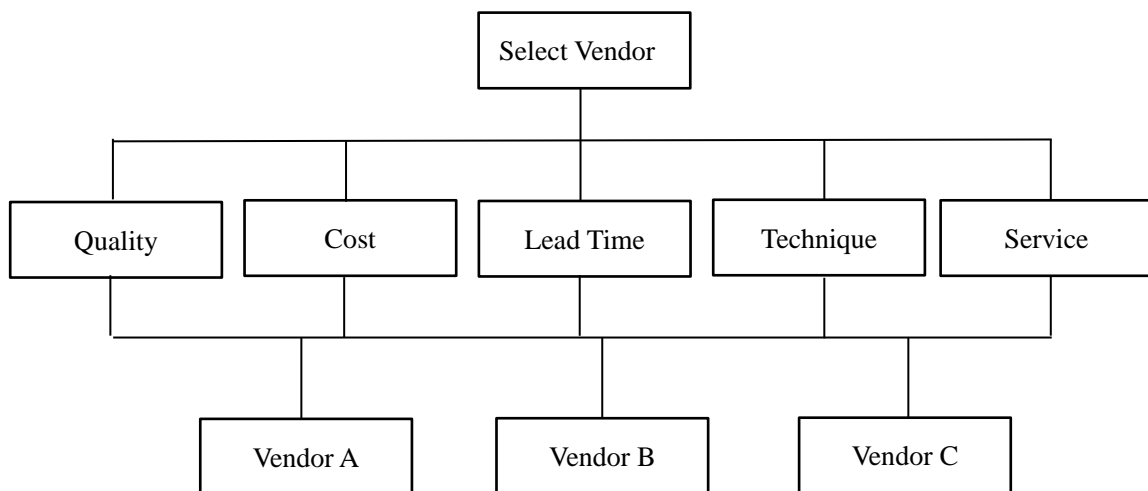 Select Vendor
Quality
Cost
Lead Time
Technique
Service
Vendor A
Vendor B
Vendor C